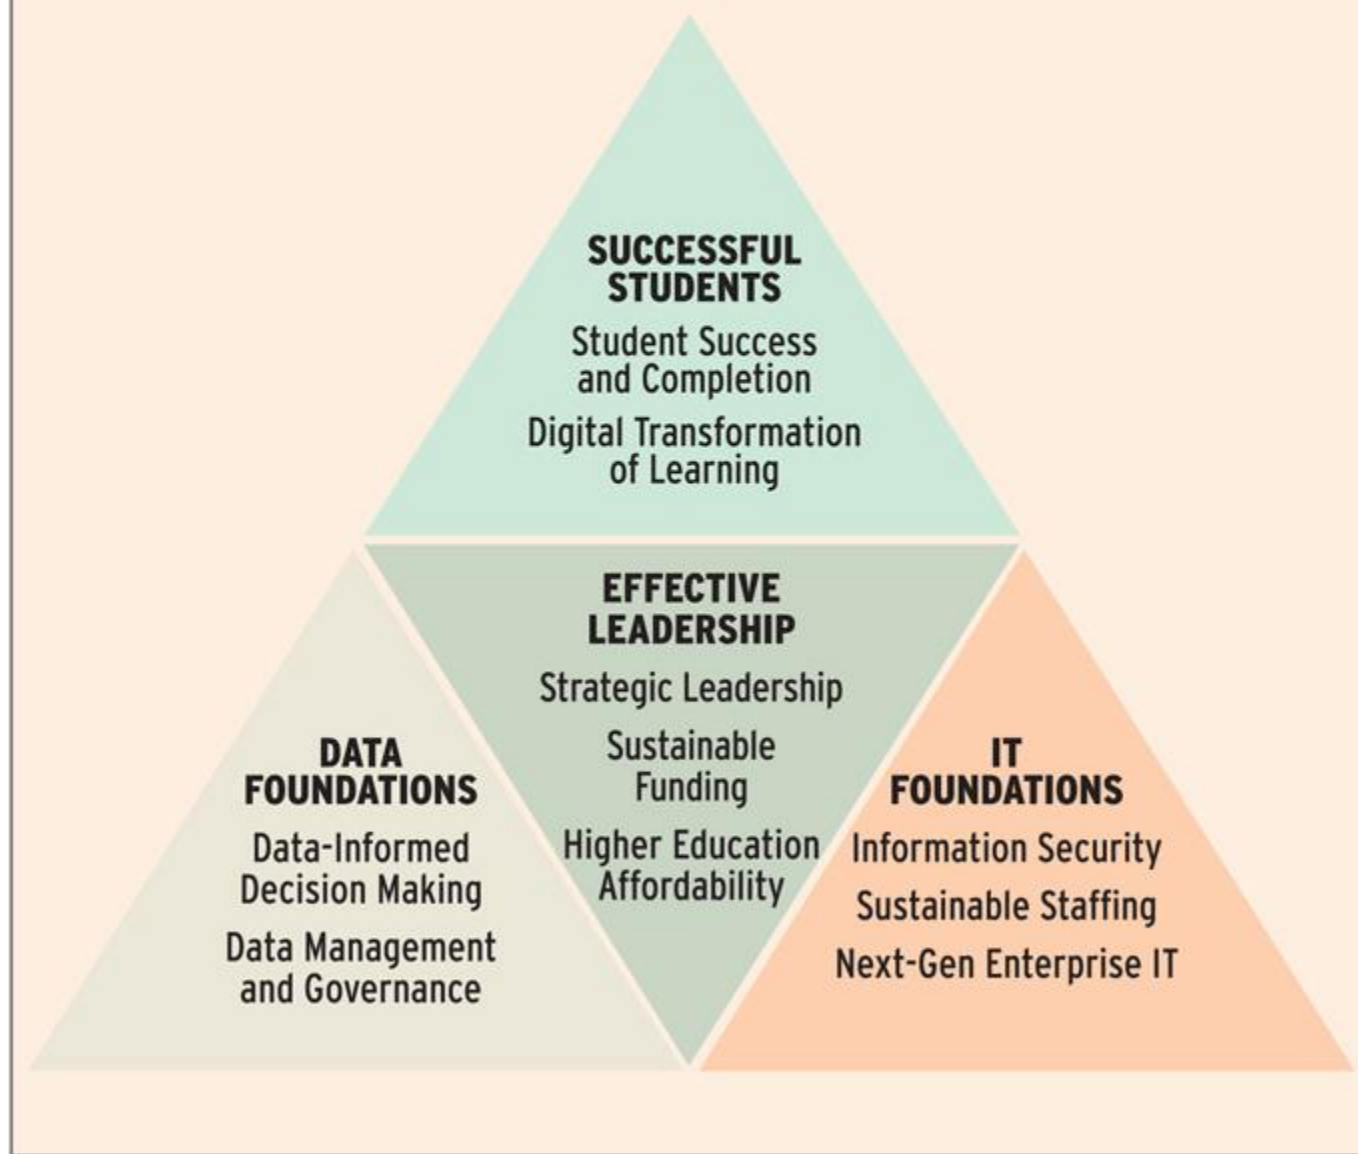 SUCCESSFUL
STUDENTS
Student Success
and Completion
Digital Transformation
of Learning
EFFECTIVE
LEADERSHIP
Strategic Leadership
Sustainable
Funding
Higher Education
Affordability
DATA
FOUNDATIONS
Data-Informed
Decision Making
Data Management
and Governance
IT
FOUNDATIONS
Information Security
Sustainable Staffing
Next-Gen Enterprise IT